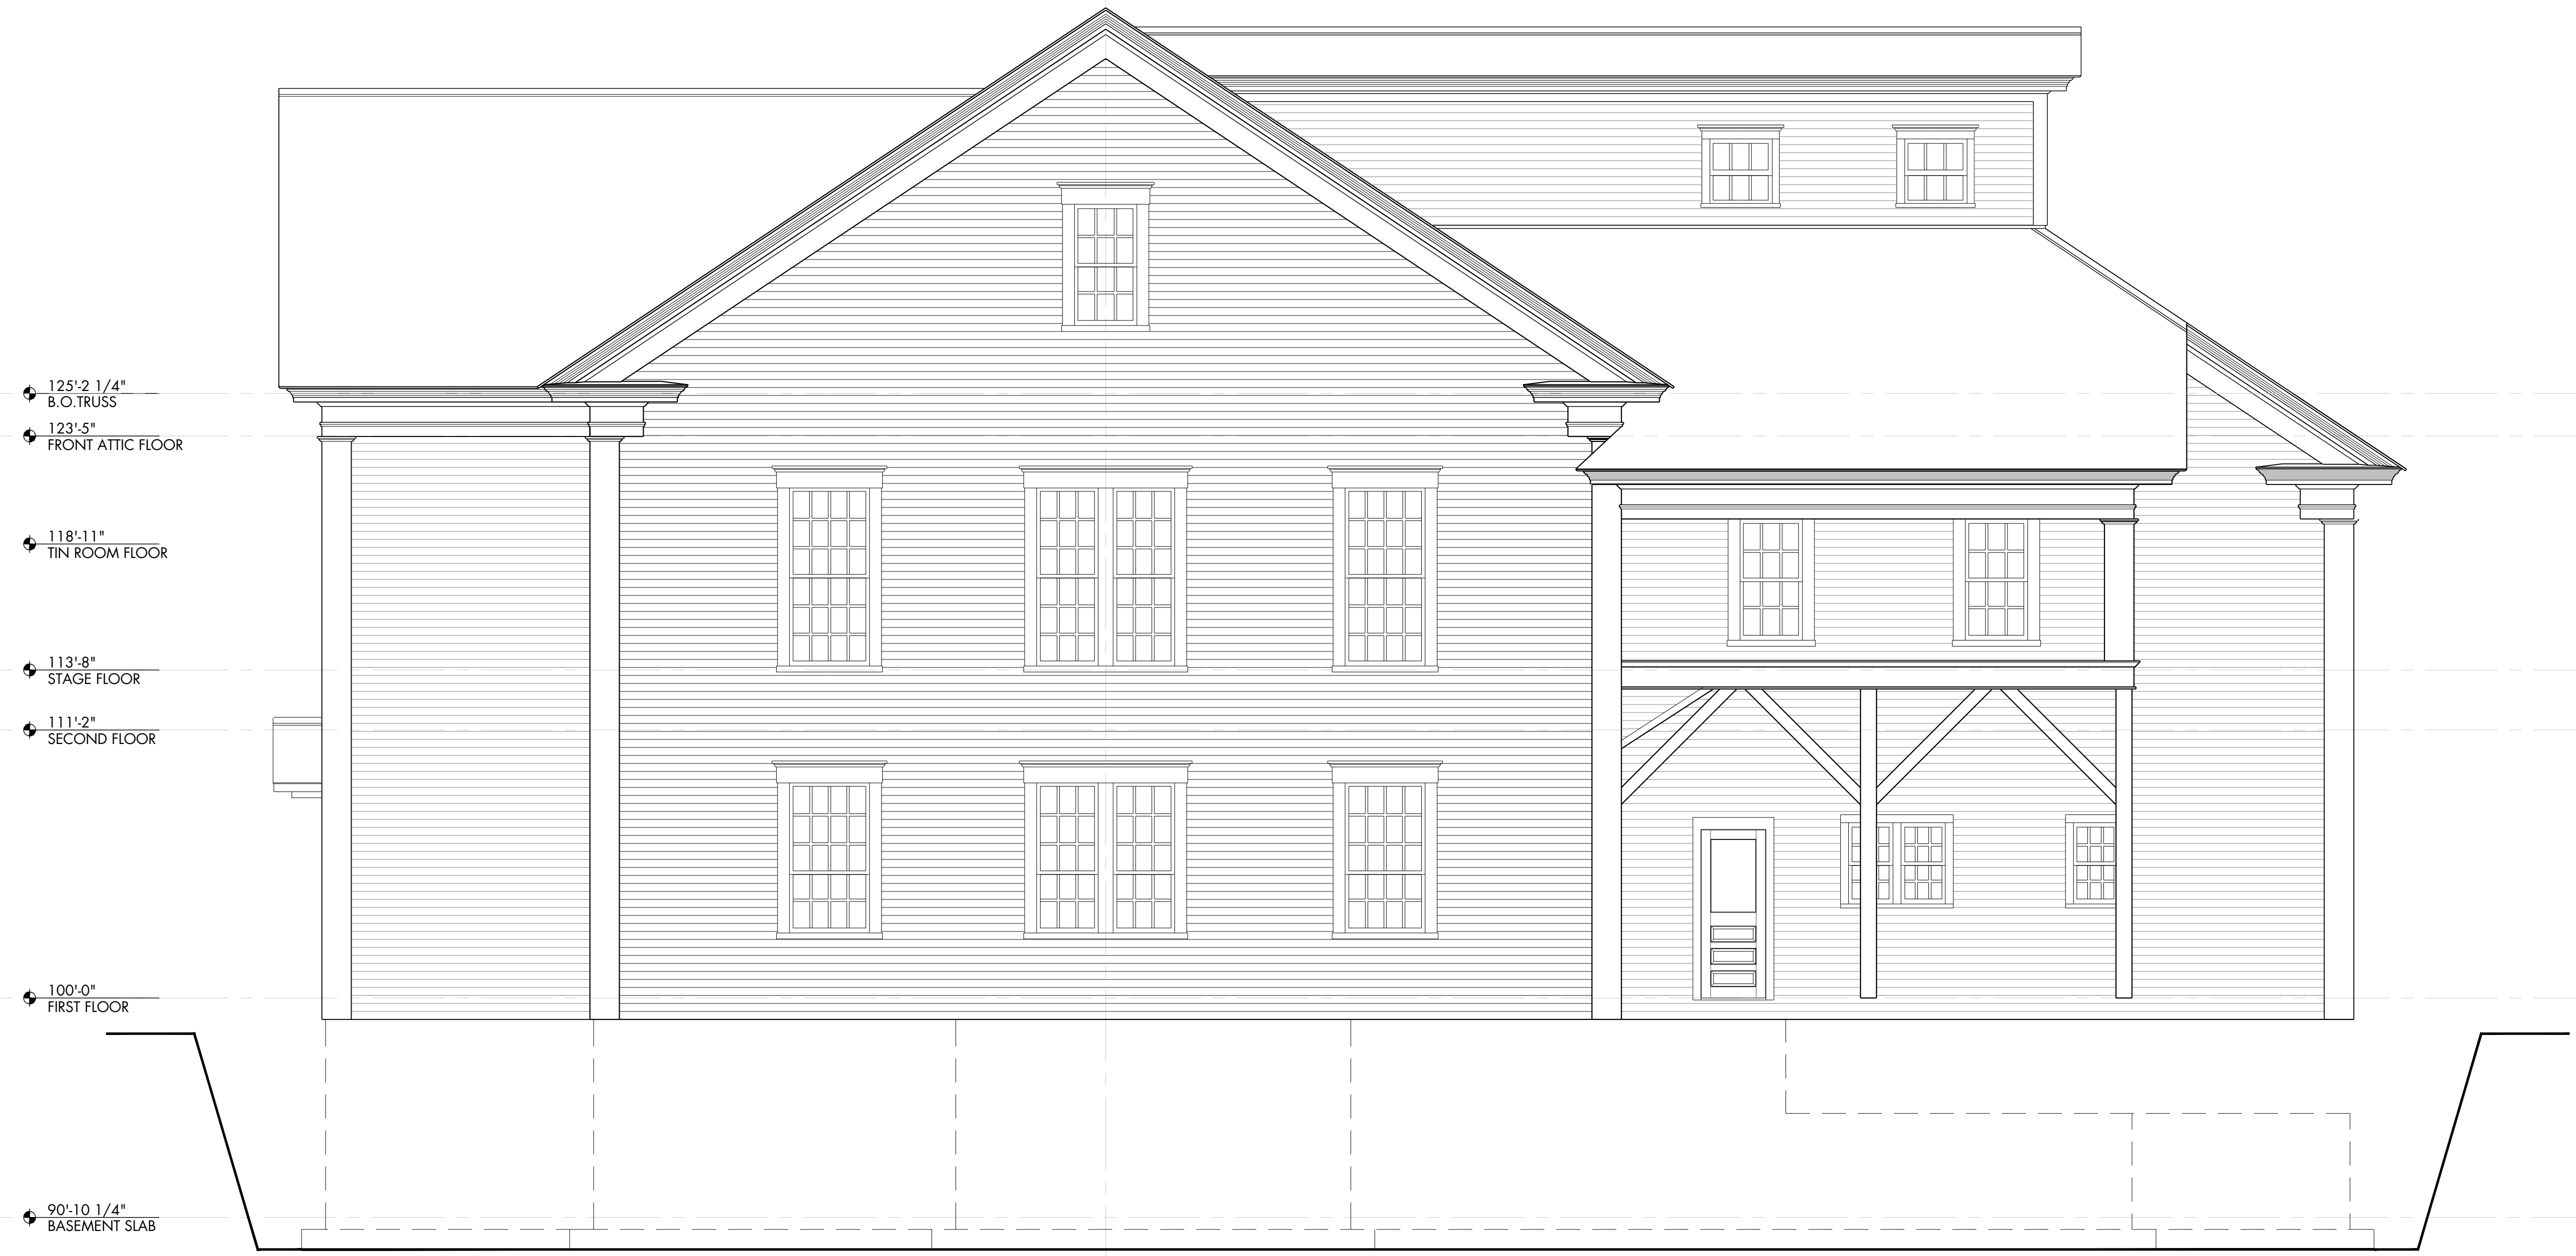 125'-2 1/4"
B.O.TRUSS
123'-5"
FRONT ATTIC FLOOR
118'-11"
TIN ROOM FLOOR
113'-8"
STAGE FLOOR
111'-2"
SECOND FLOOR
100'-0"
FIRST FLOOR
90'-10 1/4"
BASEMENT SLAB